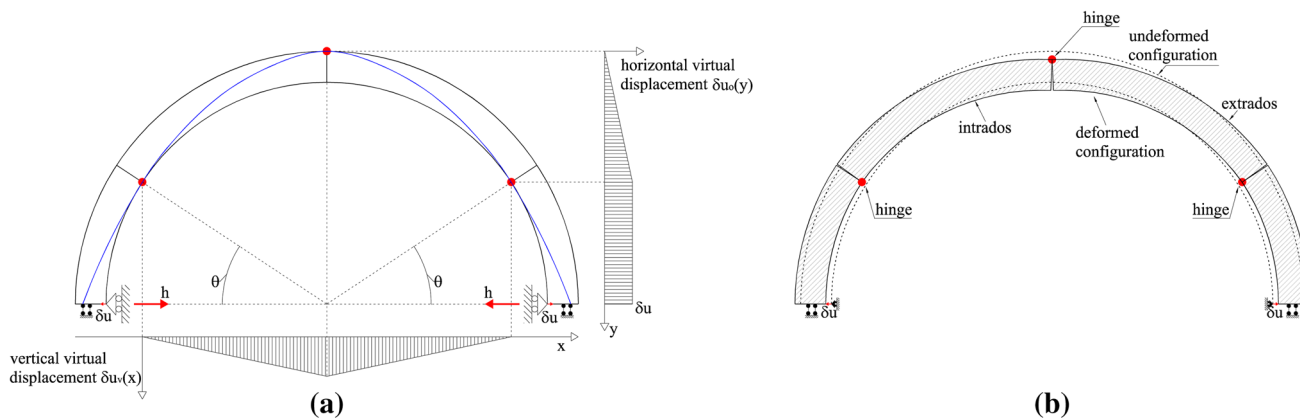 horizontal virtual
displacement δuₒ(y)
θ
θ
h
h
δu
δu
δu
x
y
vertical virtual
displacement δuᵥ(x)
(a)
hinge
undeformed
configuration
extrados
intrados
deformed
configuration
hinge
hinge
δu
δu
(b)